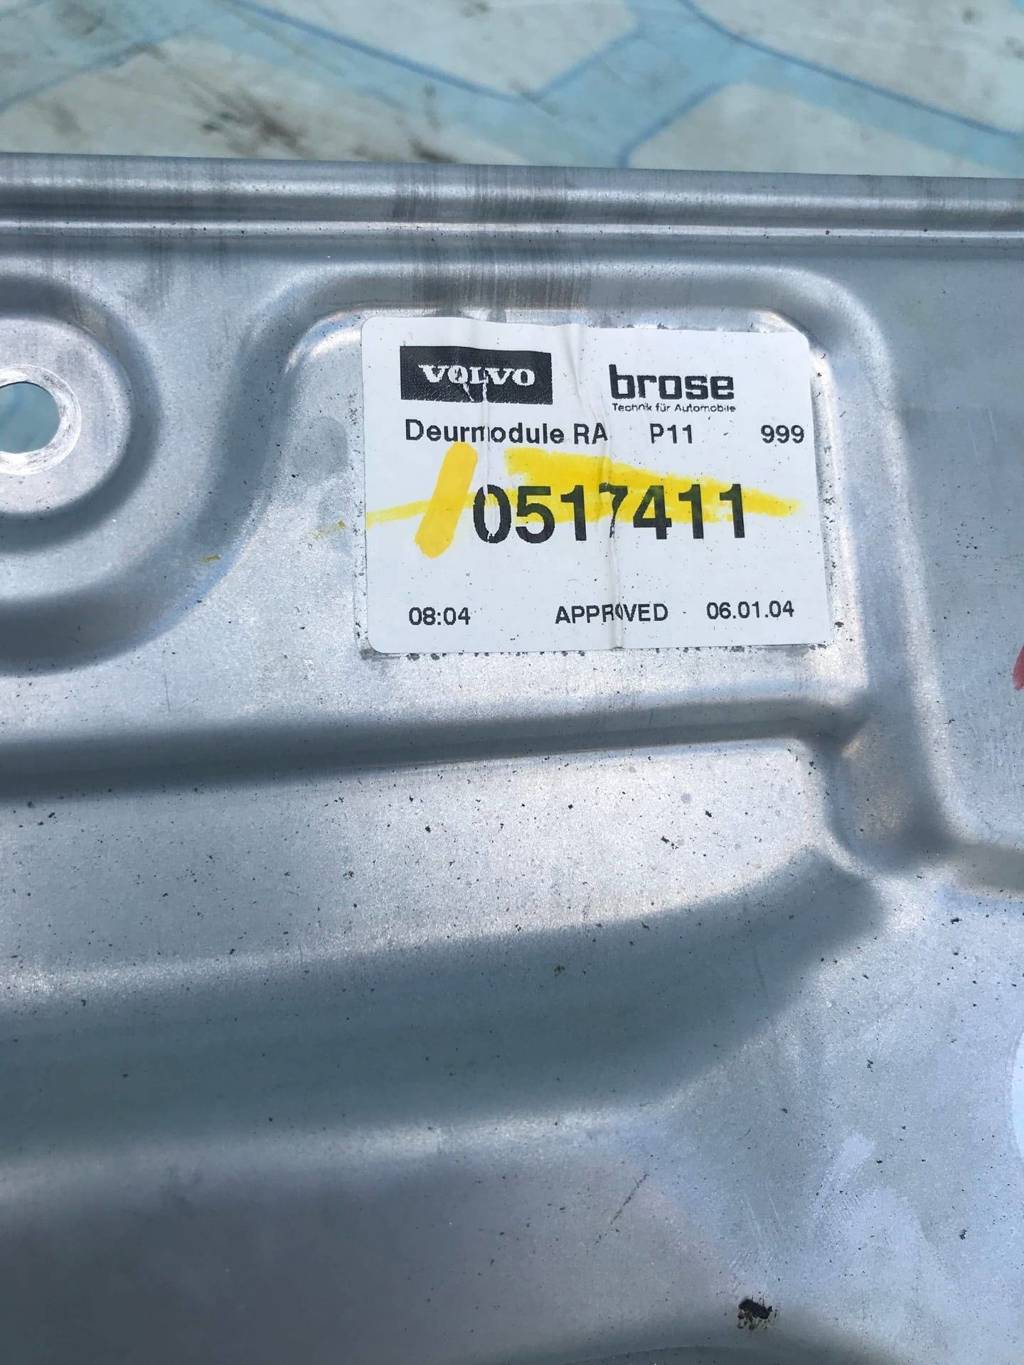 VOLVO brose
Technik für Automobile
Deurmodule RA P11 999
0517411
08:04 APPROVED 06.01.04